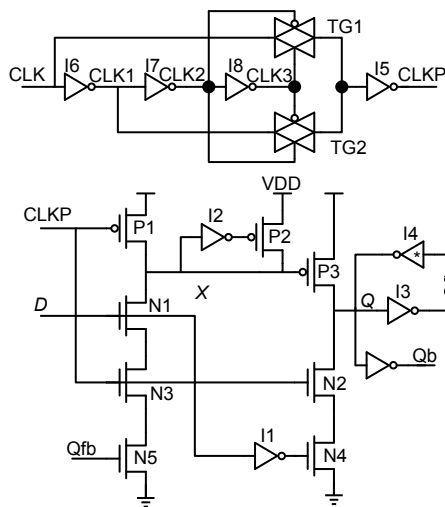 TG1
CLK I6 CLK1 I7 CLK2 I8 CLK3 I5 CLKP
TG2
VDD
CLKP P1 I2 P2 I4
*
P3
X
D N1 Q I3
N3 N2 Qb
I1
Qfb N5 N4